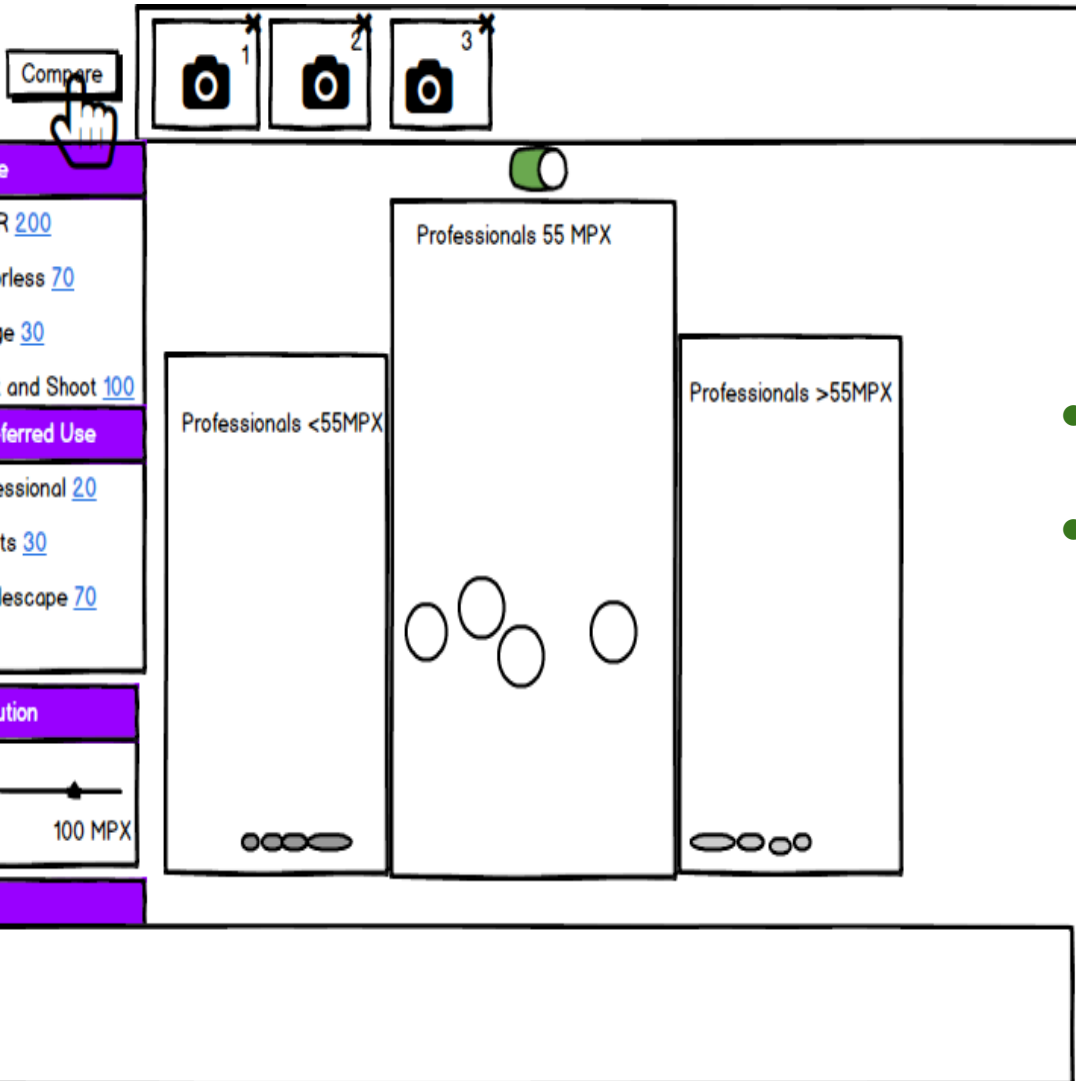 Compare
1
2
3
R 200
rless 70
ge 30
and Shoot 100
ferred Use
essional 20
ts 30
lescape 70
ution
100 MPX
Professionals 55 MPX
Professionals <55MPX
Professionals >55MPX